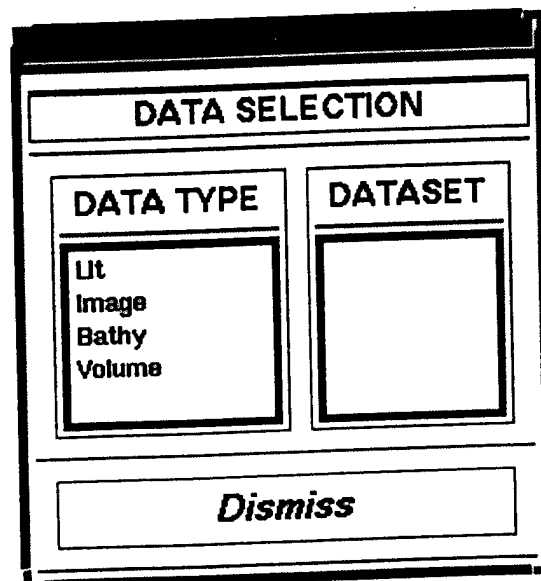 DATA SELECTION
DATA TYPE
Lit
Image
Bathy
Volume
DATASET
Dismiss